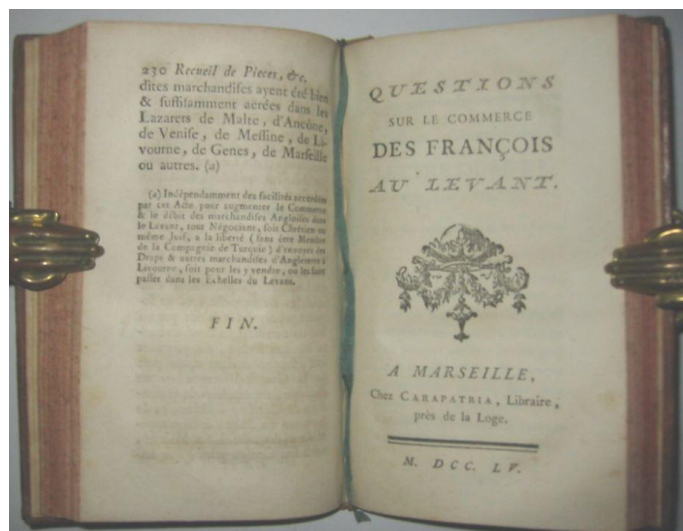 230 Recueil de Pieces, &c.
dites marchandiſes ayent été bien
& ſuffiſamment aérées dans les
Lazarets de Malte, d'Ancône,
de Veniſe, de Meſſine, de Li-
vourne, de Genes, de Marſeille
ou autres. (a)
(a) Indépendamment des facilités accordées
par cet Acte pour augmenter le Commerce
& le débit des marchandiſes Angloiſes dans
le Levant, tout Négociant, ſoit Chrétien ou
même Juif, a la liberté (ſans être Membre
de la Compagnie de Turquie) d'envoyer des
Draps & autres marchandiſes d'Angleterre à
Livourne, ſoit pour les y vendre, ou les faire
paſſer dans les Echelles du Levant.
FIN.
QUESTIONS
SUR LE COMMERCE
DES FRANÇOIS
AU LEVANT.
A MARSEILLE,
Chez CARAPATRIA, Libraire,
près de la Loge.
M. DCC. LV.